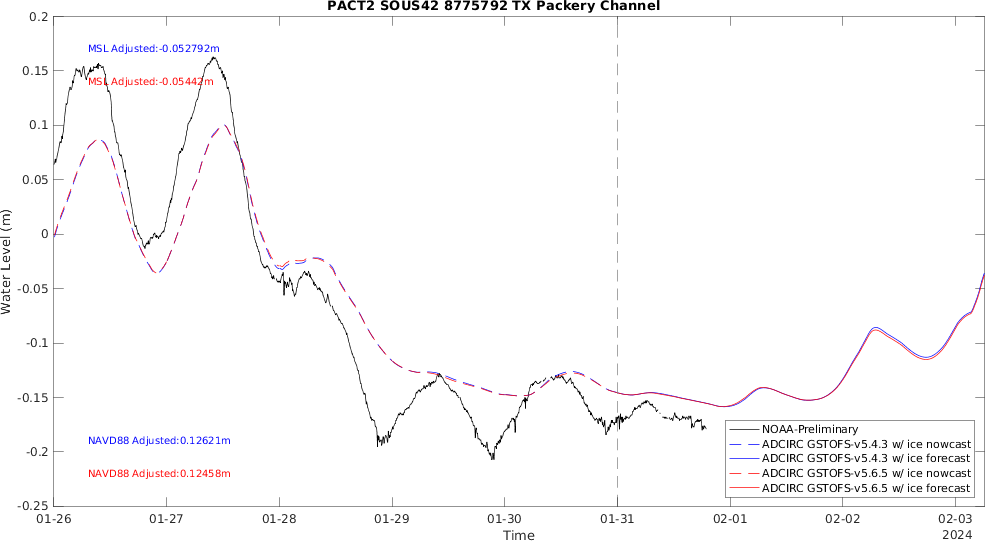 PACT2 SOUS42 8775792 TX Packery Channel
0.2
MSL Adjusted:-0.052792m
0.15
MSL Adjusted:-0.05442m
0.1
0.05
0
-0.05
-0.1
-0.15
-0.2
-0.25
Water Level (m)
NAVD88 Adjusted:0.12621m
NAVD88 Adjusted:0.12458m
NOAA-Preliminary
ADCIRC GSTOFS-v5.4.3 w/ ice nowcast
ADCIRC GSTOFS-v5.4.3 w/ ice forecast
ADCIRC GSTOFS-v5.6.5 w/ ice nowcast
ADCIRC GSTOFS-v5.6.5 w/ ice forecast
01-26 01-27 01-28 01-29 01-30 01-31 02-01 02-02 02-03
Time
2024